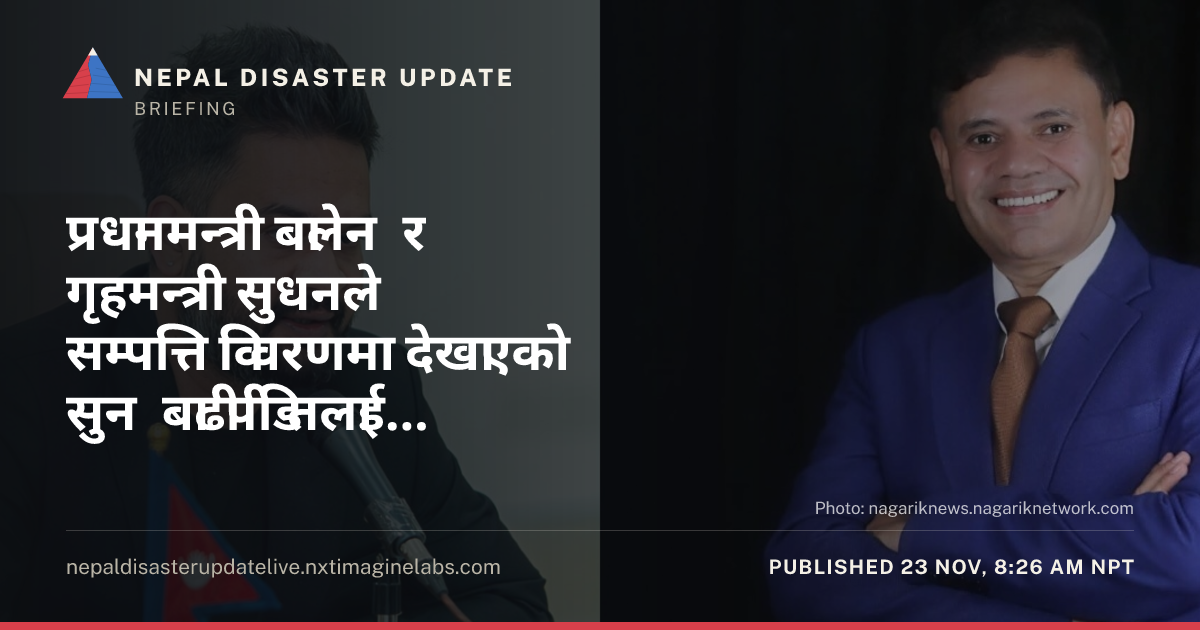 NEPAL DISASTER UPDATE
BRIEFING
प्रधानमन्त्री बालेन र
गृहमन्त्री सुधनले
सम्पत्ति विवरणमा देखाएको
सुन बाढीपीडितलाई...
Photo: nagariknews.nagariknetwork.com
nepaldisasterupdatelive.nxtimaginelabs.com
PUBLISHED 23 NOV, 8:26 AM NPT